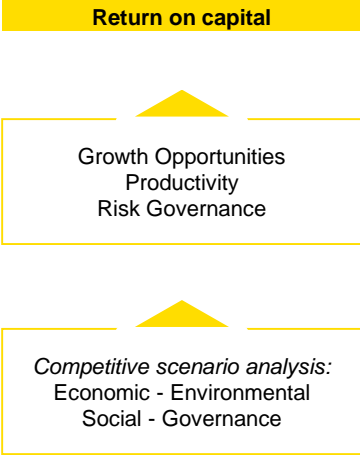 Return on capital
Growth Opportunities
Productivity
Risk Governance
Competitive scenario analysis:
Economic - Environmental
Social - Governance